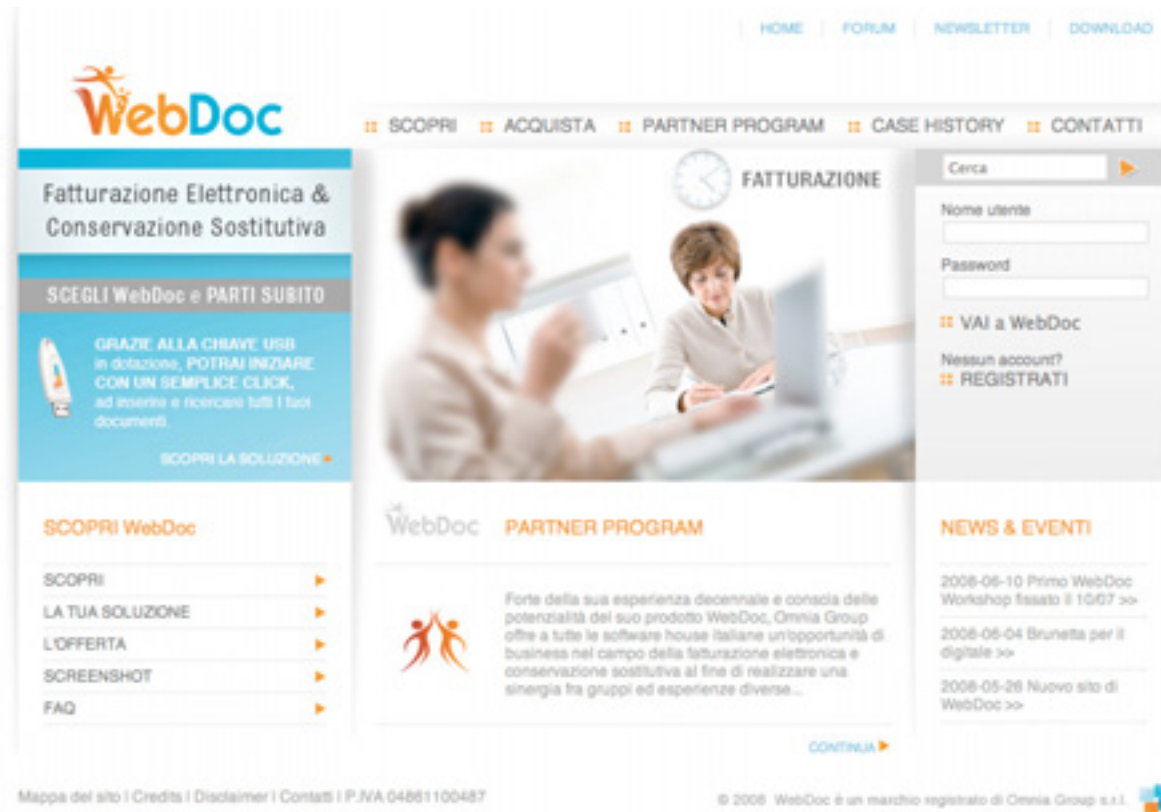 HOME
FORUM
NEWSLETTER
DOWNLOAD
WebDoc
SCOPRI
ACQUISTA
PARTNER PROGRAM
CASE HISTORY
CONTATTI
Fatturazione Elettronica &
Conservazione Sostitutiva
SCEGLI WebDoc e PARTI SUBITO
GRAZIE ALLA CHIAVE USB
in dotazione, POTRAI INIZIARE
CON UN SEMPLICE CLICK,
ad inserire e ricercare tutti i tuoi
documenti.
SCOPRI LA SOLUZIONE
FATTURAZIONE
Cerca
Nome utente
Password
VAI a WebDoc
Nessun account?
REGISTRATI
SCOPRI WebDoc
SCOPRI
LA TUA SOLUZIONE
L'OFFERTA
SCREENSHOT
FAQ
WebDoc
PARTNER PROGRAM
Forte della sua esperienza decennale e conscia delle
potenzialità del suo prodotto WebDoc, Omnia Group
offre a tutte le software house italiane un'opportunità di
business nel campo della fatturazione elettronica e
conservazione sostitutiva al fine di realizzare una
sinergia fra gruppi ed esperienze diverse...
CONTINUA
NEWS & EVENTI
2008-06-10 Primo WebDoc
Workshop fissato il 10/07 >>
2008-06-04 Brunetta per il
digitale >>
2008-05-26 Nuovo sito di
WebDoc >>
Mappa del sito | Credits | Disclaimer | Contatti | P.IVA 04861100487
© 2008 WebDoc è un marchio registrato di Omnia Group s.r.l.